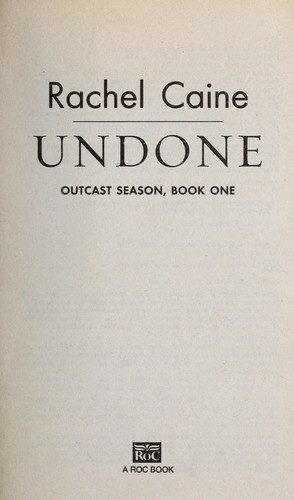 Rachel Caine
UNDONE
OUTCAST SEASON, BOOK ONE
ROC
A ROC BOOK